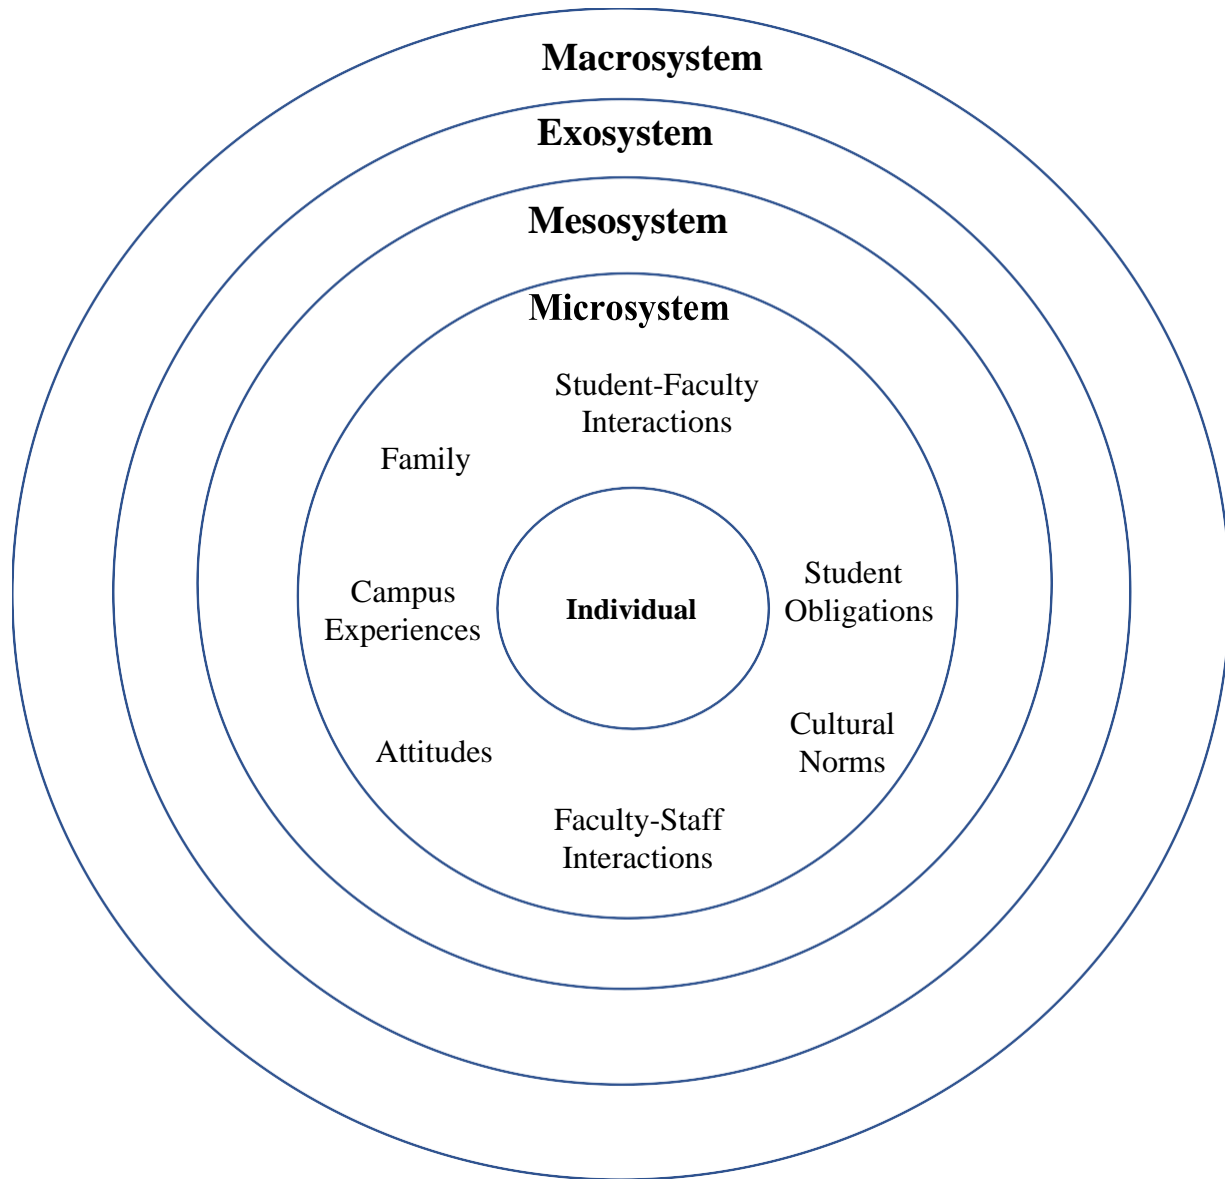 Macrosystem
Exosystem
Mesosystem
Microsystem
Student-Faculty
Interactions
Family
Campus
Experiences
Individual
Student
Obligations
Attitudes
Cultural
Norms
Faculty-Staff
Interactions